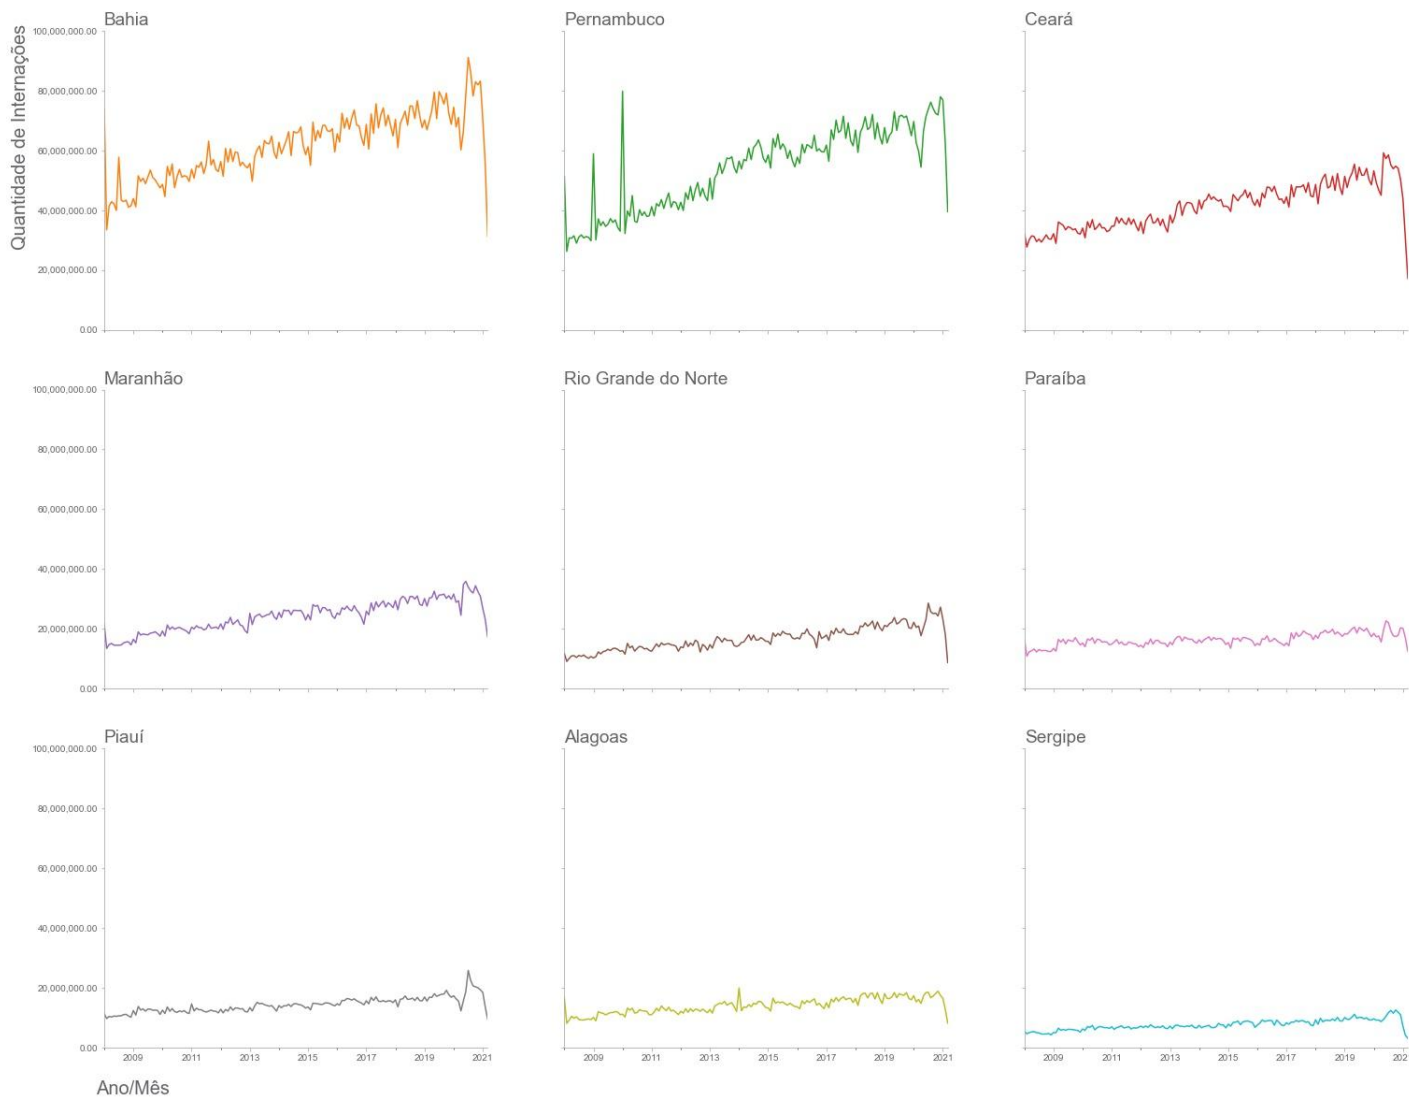 Bahia
Pernambuco
Ceará
Quantidade de Internações
100,000,000.00
80,000,000.00
60,000,000.00
40,000,000.00
20,000,000.00
0.00
Maranhão
Rio Grande do Norte
Paraíba
100,000,000.00
80,000,000.00
60,000,000.00
40,000,000.00
20,000,000.00
0.00
Piauí
Alagoas
Sergipe
100,000,000.00
80,000,000.00
60,000,000.00
40,000,000.00
20,000,000.00
0.00
2009 2011 2013 2015 2017 2019 2021
2009 2011 2013 2015 2017 2019 2021
2009 2011 2013 2015 2017 2019 2021
Ano/Mês